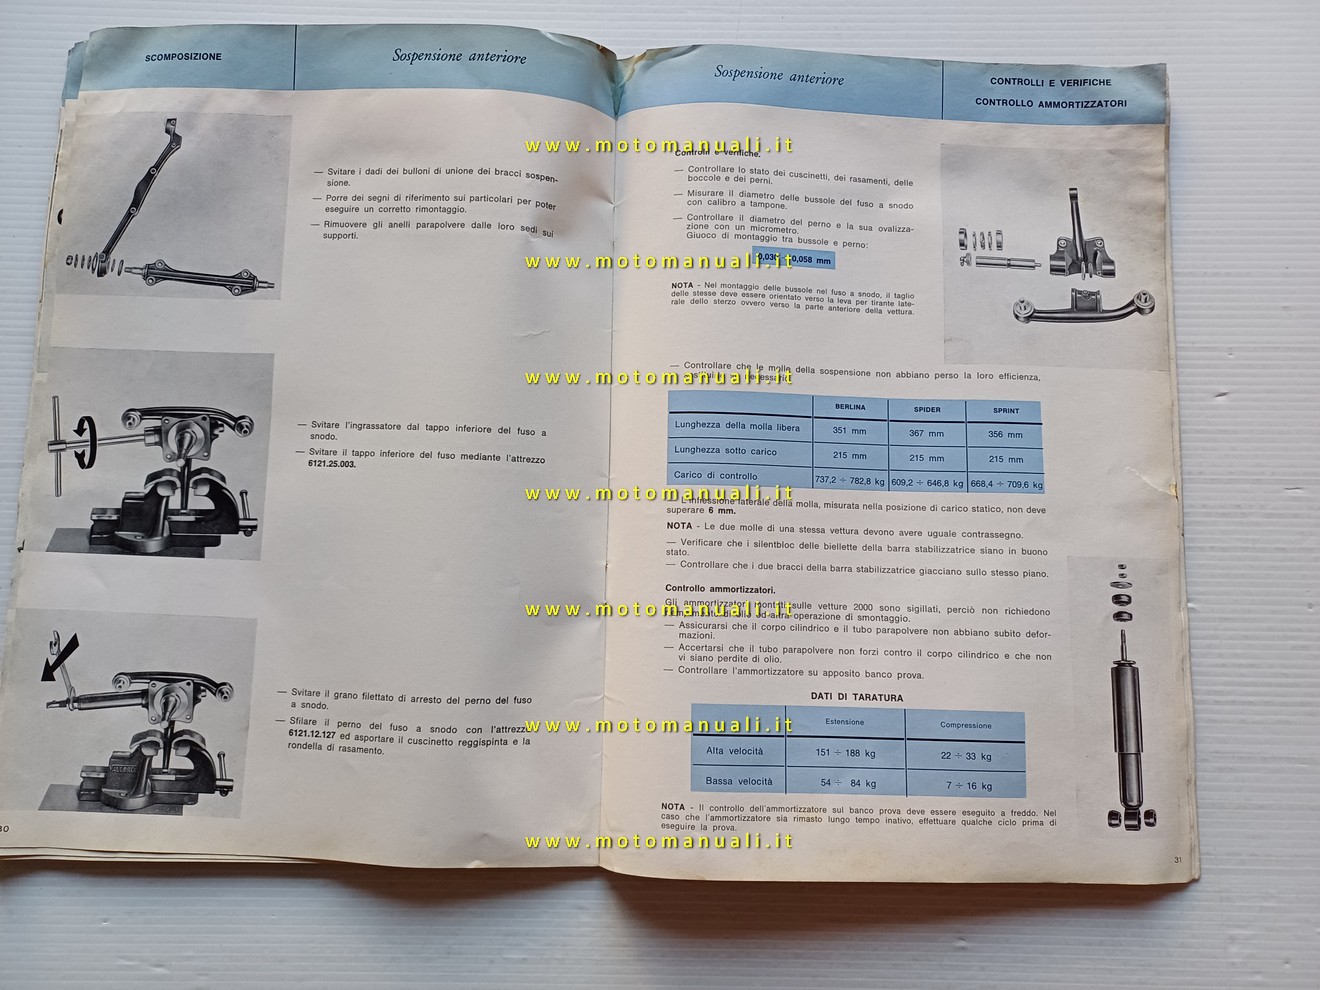 SCOMPOSIZIONE
Sospensione anteriore
— Svitare i dadi dei bulloni di unione dei bracci sospen-
sione.
— Porre dei segni di riferimento sui particolari per poter
eseguire un corretto rimontaggio.
— Rimuovere gli anelli parapolvere dalle loro sedi sui
supporti.
— Svitare l'ingrassatore dal tappo inferiore del fuso a
snodo.
— Svitare il tappo inferiore del fuso mediante l'attrezzo
6121.25.003.
— Svitare il grano filettato di arresto del perno del fuso
a snodo.
— Sfilare il perno del fuso a snodo con l'attrezzo
6121.12.127 ed asportare il cuscinetto reggispinta e la
rondella di rasamento.
30
Sospensione anteriore
CONTROLLI E VERIFICHE
CONTROLLO AMMORTIZZATORI
Controlli e verifiche.
— Controllare lo stato dei cuscinetti, dei rasamenti, delle
boccole e dei perni.
— Misurare il diametro delle bussole del fuso a snodo
con calibro a tampone.
— Controllare il diametro del perno e la sua ovalizza-
zione con un micrometro.
Giuoco di montaggio tra bussole e perno:
0,058 mm
NOTA - Nel montaggio delle bussole nel fuso a snodo, il taglio
delle stesse deve essere orientato verso la leva per tirante late-
rale dello sterzo ovvero verso la parte anteriore della vettura.
— Controllare che le molle della sospensione non abbiano perso la loro efficienza,
BERLINA SPIDER SPRINT
Lunghezza della molla libera 351 mm 367 mm 356 mm
Lunghezza sotto carico 215 mm 215 mm 215 mm
Carico di controllo 737,2 ÷ 782,8 kg 609,2 ÷ 646,8 kg 668,4 ÷ 709,6 kg
— L'inflessione laterale della molla, misurata nella posizione di carico statico, non deve
superare 6 mm.
NOTA - Le due molle di una stessa vettura devono avere uguale contrassegno.
— Verificare che i silentbloc delle biellette della barra stabilizzatrice siano in buono
stato.
— Controllare che i due bracci della barra stabilizzatrice giacciano sullo stesso piano.
Controllo ammortizzatori.
Gli ammortizzatori montati sulle vetture 2000 sono sigillati, perciò non richiedono
operazione di smontaggio.
— Assicurarsi che il corpo cilindrico e il tubo parapolvere non abbiano subito defor-
mazioni.
— Accertarsi che il tubo parapolvere non forzi contro il corpo cilindrico e che non
vi siano perdite di olio.
— Controllare l'ammortizzatore su apposito banco prova.
DATI DI TARATURA
Estensione Compressione
Alta velocità 151 ÷ 188 kg 22 ÷ 33 kg
Bassa velocità 54 ÷ 84 kg 7 ÷ 16 kg
NOTA - Il controllo dell'ammortizzatore sul banco prova deve essere eseguito a freddo. Nel
caso che l'ammortizzatore sia rimasto lungo tempo inativo, effettuare qualche ciclo prima di
eseguire la prova.
31
www.motomanuali.it
www.motomanuali.it
www.motomanuali.it
www.motomanuali.it
www.motomanuali.it
www.motomanuali.it
www.motomanuali.it